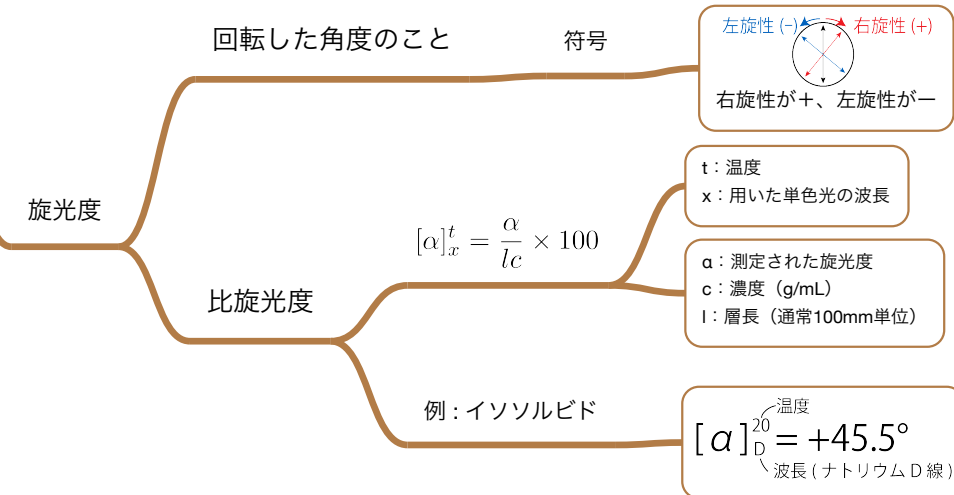 旋光度
回転した角度のこと
符号
左旋性 (−) 右旋性 (+)
右旋性が＋、左旋性がー
比旋光度
[α]ᵗₓ = α/lc × 100
t：温度
x：用いた単色光の波長
α：測定された旋光度
c：濃度（g/mL）
l：層長（通常100mm単位）
例 : イソソルビド
温度
[α]20D = +45.5°
波長 ( ナトリウム D 線 )